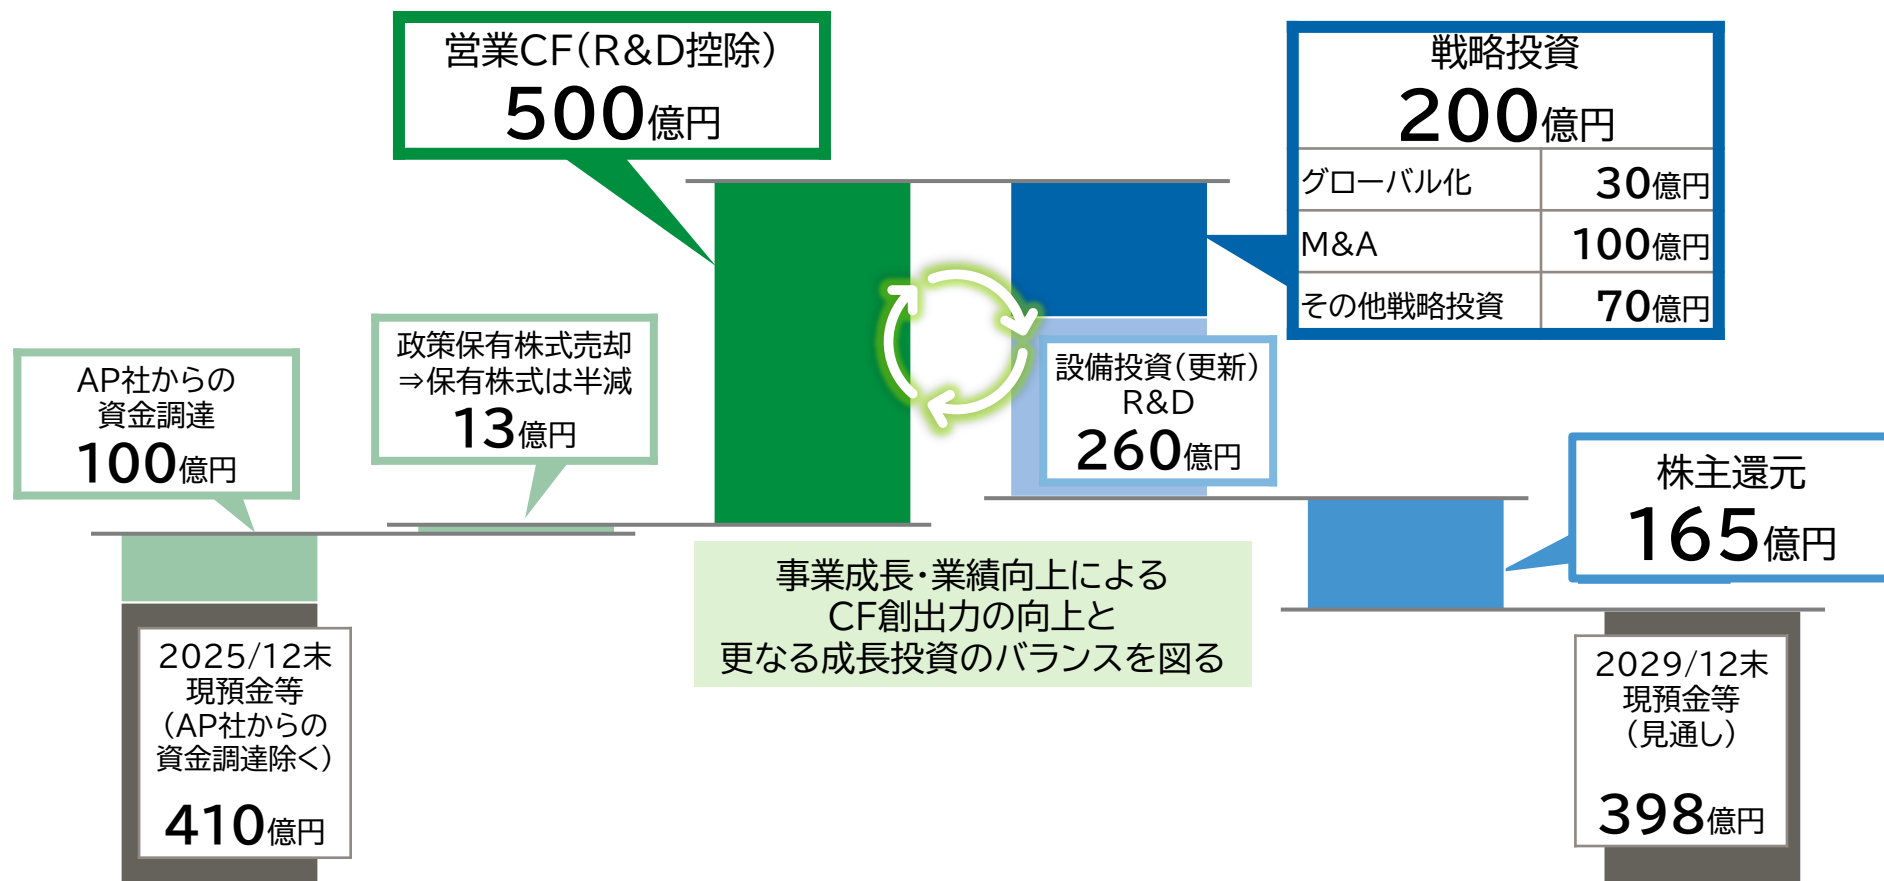 営業CF(R&D控除)
500億円
戦略投資
200億円
グローバル化 30億円
M&A 100億円
その他戦略投資 70億円
AP社からの
資金調達
100億円
政策保有株式売却
⇒保有株式は半減
13億円
設備投資(更新)
R&D
260億円
株主還元
165億円
事業成長・業績向上による
CF創出力の向上と
更なる成長投資のバランスを図る
2025/12末
現預金等
(AP社からの
資金調達除く)
410億円
2029/12末
現預金等
(見通し)
398億円